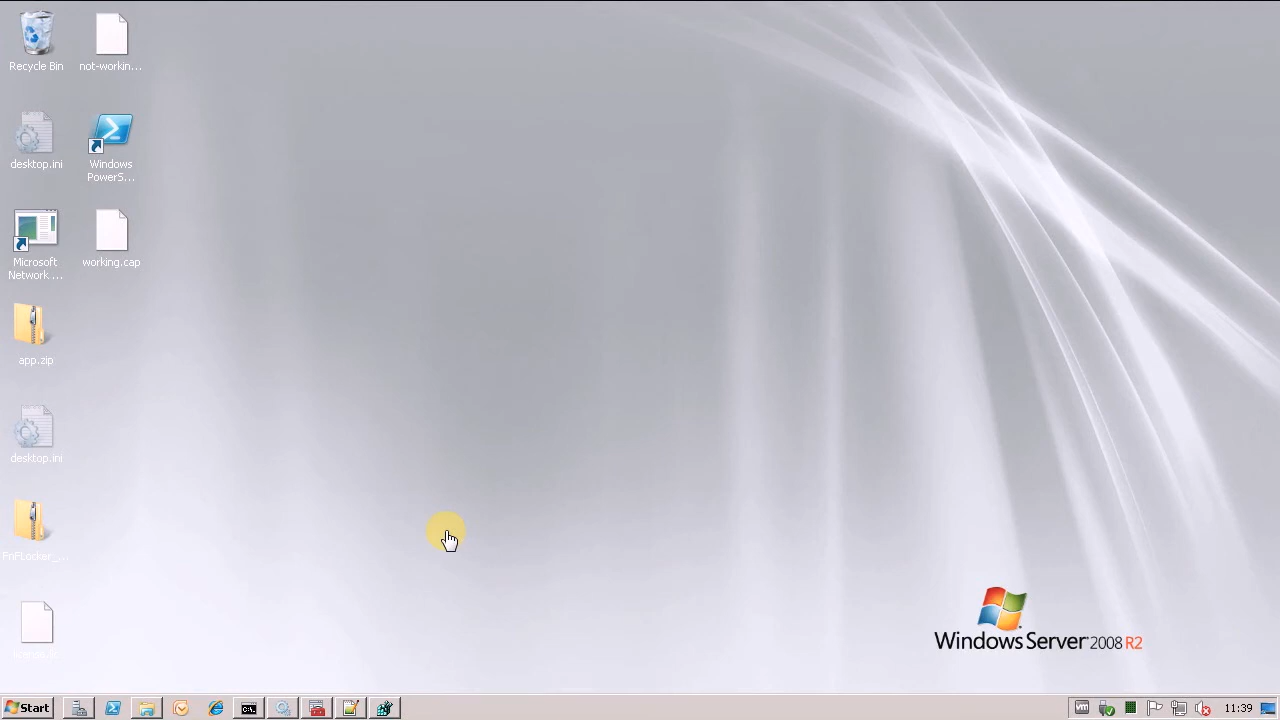 Recycle Bin
not-workin...
desktop.ini
Windows
PowerS...
Microsoft
Network ...
working.cap
app.zip
desktop.ini
FnFLocker_...
Windows Server 2008 R2
Start
C:\
vm
11:39